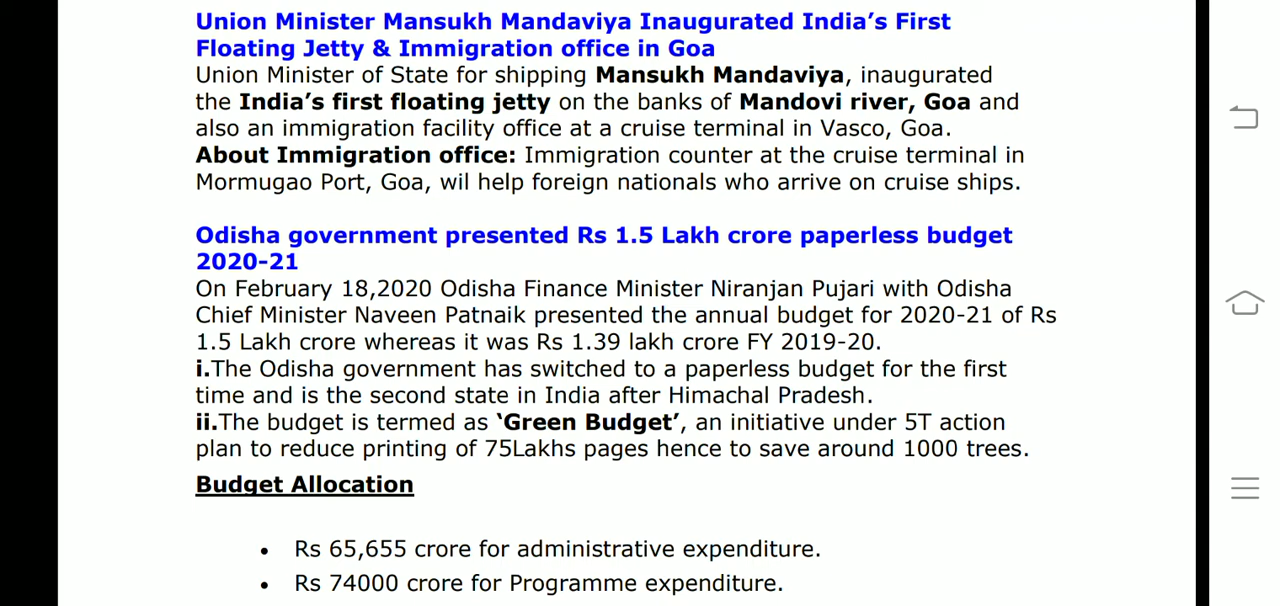 Union Minister Mansukh Mandaviya Inaugurated India’s First
Floating Jetty & Immigration office in Goa
Union Minister of State for shipping Mansukh Mandaviya, inaugurated
the India’s first floating jetty on the banks of Mandovi river, Goa and
also an immigration facility office at a cruise terminal in Vasco, Goa.
About Immigration office: Immigration counter at the cruise terminal in
Mormugao Port, Goa, wil help foreign nationals who arrive on cruise ships.
Odisha government presented Rs 1.5 Lakh crore paperless budget
2020-21
On February 18,2020 Odisha Finance Minister Niranjan Pujari with Odisha
Chief Minister Naveen Patnaik presented the annual budget for 2020-21 of Rs
1.5 Lakh crore whereas it was Rs 1.39 lakh crore FY 2019-20.
i.The Odisha government has switched to a paperless budget for the first
time and is the second state in India after Himachal Pradesh.
ii.The budget is termed as ‘Green Budget’, an initiative under 5T action
plan to reduce printing of 75Lakhs pages hence to save around 1000 trees.
Budget Allocation
• Rs 65,655 crore for administrative expenditure.
• Rs 74000 crore for Programme expenditure.